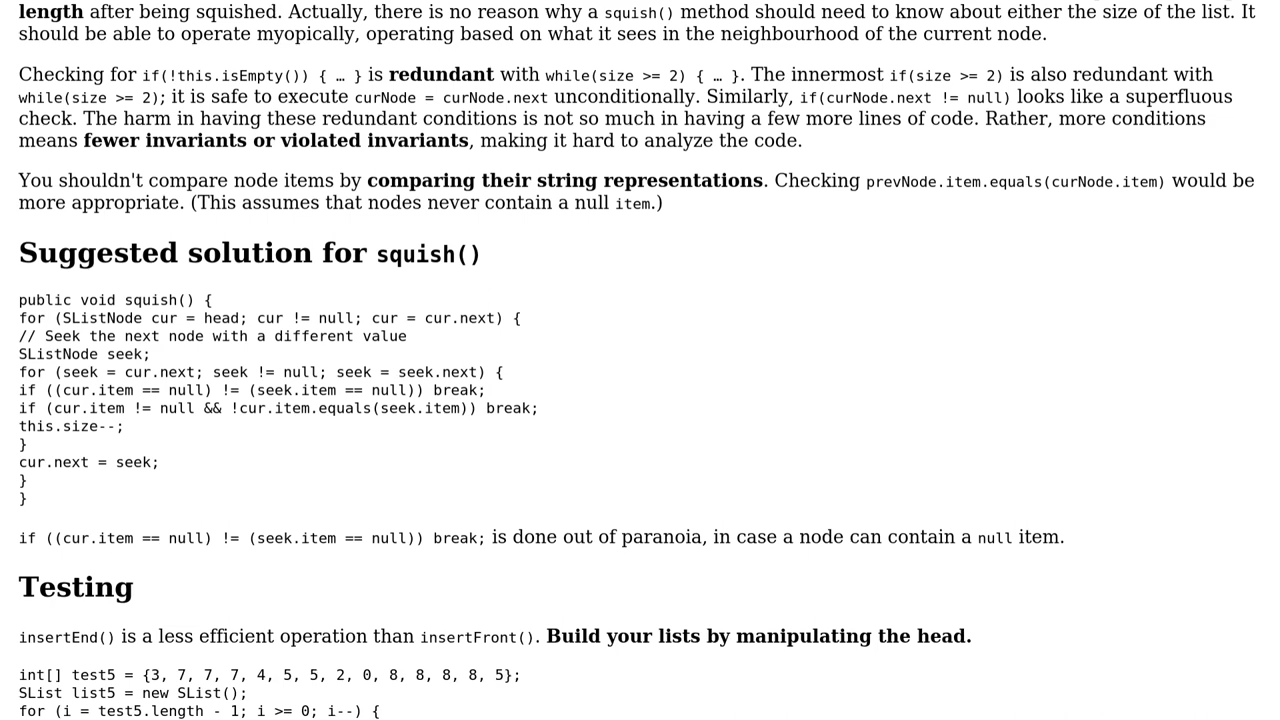 length after being squished. Actually, there is no reason why a squish() method should need to know about either the size of the list. It
should be able to operate myopically, operating based on what it sees in the neighbourhood of the current node.
Checking for if(!this.isEmpty()) { … } is redundant with while(size >= 2) { … }. The innermost if(size >= 2) is also redundant with
while(size >= 2); it is safe to execute curNode = curNode.next unconditionally. Similarly, if(curNode.next != null) looks like a superfluous
check. The harm in having these redundant conditions is not so much in having a few more lines of code. Rather, more conditions
means fewer invariants or violated invariants, making it hard to analyze the code.
You shouldn't compare node items by comparing their string representations. Checking prevNode.item.equals(curNode.item) would be
more appropriate. (This assumes that nodes never contain a null item.)
Suggested solution for squish()
public void squish() {
for (SListNode cur = head; cur != null; cur = cur.next) {
// Seek the next node with a different value
SListNode seek;
for (seek = cur.next; seek != null; seek = seek.next) {
if ((cur.item == null) != (seek.item == null)) break;
if (cur.item != null && !cur.item.equals(seek.item)) break;
this.size--;
}
cur.next = seek;
}
}
if ((cur.item == null) != (seek.item == null)) break; is done out of paranoia, in case a node can contain a null item.
Testing
insertEnd() is a less efficient operation than insertFront(). Build your lists by manipulating the head.
int[] test5 = {3, 7, 7, 7, 4, 5, 5, 2, 0, 8, 8, 8, 8, 5};
SList list5 = new SList();
for (i = test5.length - 1; i >= 0; i--) {